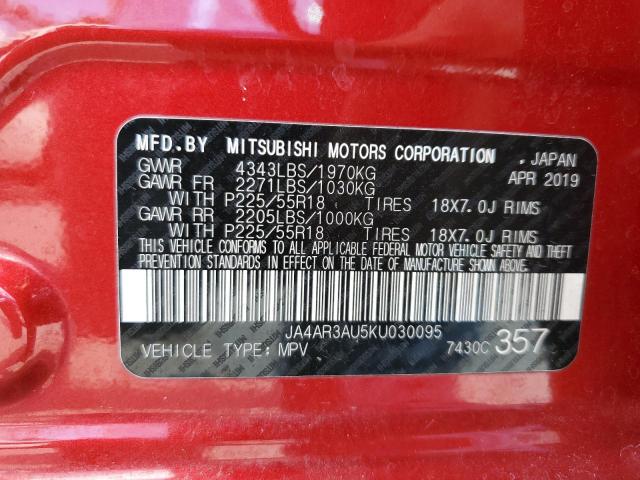 MFD.BY MITSUBISHI MOTORS CORPORATION . JAPAN
GVWR 4343LBS/1970KG APR 2019
GAWR FR 2271LBS/1030KG
WITH P225/55R18 TIRES 18X7.0J RIMS
GAWR RR 2205LBS/1000KG
WITH P225/55R18 TIRES 18X7.0J RIMS
THIS VEHICLE CONFORMS TO ALL APPLICABLE FEDERAL MOTOR VEHICLE SAFETY AND THEFT
PREVENTION STANDARDS IN EFFECT ON THE DATE OF MANUFACTURE SHOWN ABOVE.
JA4AR3AU5KU030095
VEHICLE TYPE: MPV 7430C 357